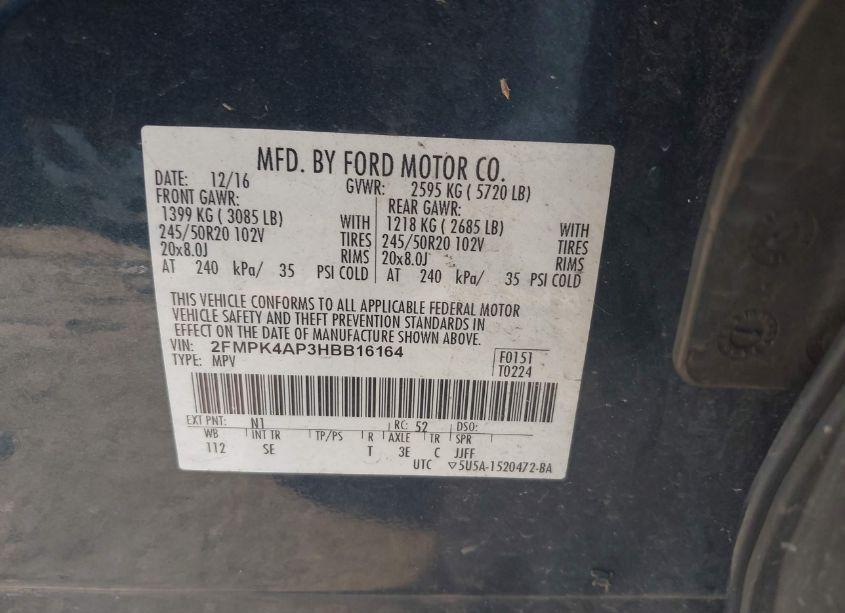 MFD. BY FORD MOTOR CO.
DATE: 12/16 GVWR: 2595 KG ( 5720 LB)
FRONT GAWR: REAR GAWR:
1399 KG ( 3085 LB) WITH 1218 KG ( 2685 LB) WITH
245/50R20 102V TIRES 245/50R20 102V TIRES
20x8.0J RIMS 20x8.0J RIMS
AT 240 kPa/ 35 PSI COLD AT 240 kPa/ 35 PSI COLD
THIS VEHICLE CONFORMS TO ALL APPLICABLE FEDERAL MOTOR
VEHICLE SAFETY AND THEFT PREVENTION STANDARDS IN
EFFECT ON THE DATE OF MANUFACTURE SHOWN ABOVE.
VIN: 2FMPK4AP3HBB16164
TYPE: MPV
F0151
T0224
EXT PNT: N1 RC: 52 DSO:
WB INT TR TP/PS R AXLE TR SPR
112 SE T 3E C JJFF
UTC ▽5U5A-1520472-BA